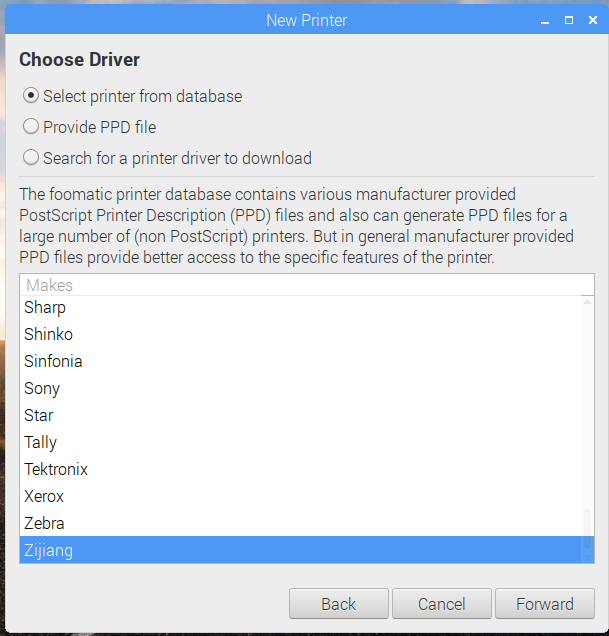 New Printer
Choose Driver
Select printer from database
Provide PPD file
Search for a printer driver to download
The foomatic printer database contains various manufacturer provided
PostScript Printer Description (PPD) files and also can generate PPD files for a
large number of (non PostScript) printers. But in general manufacturer provided
PPD files provide better access to the specific features of the printer.
Makes
Sharp
Shinko
Sinfonia
Sony
Star
Tally
Tektronix
Xerox
Zebra
Zijiang
Back Cancel Forward